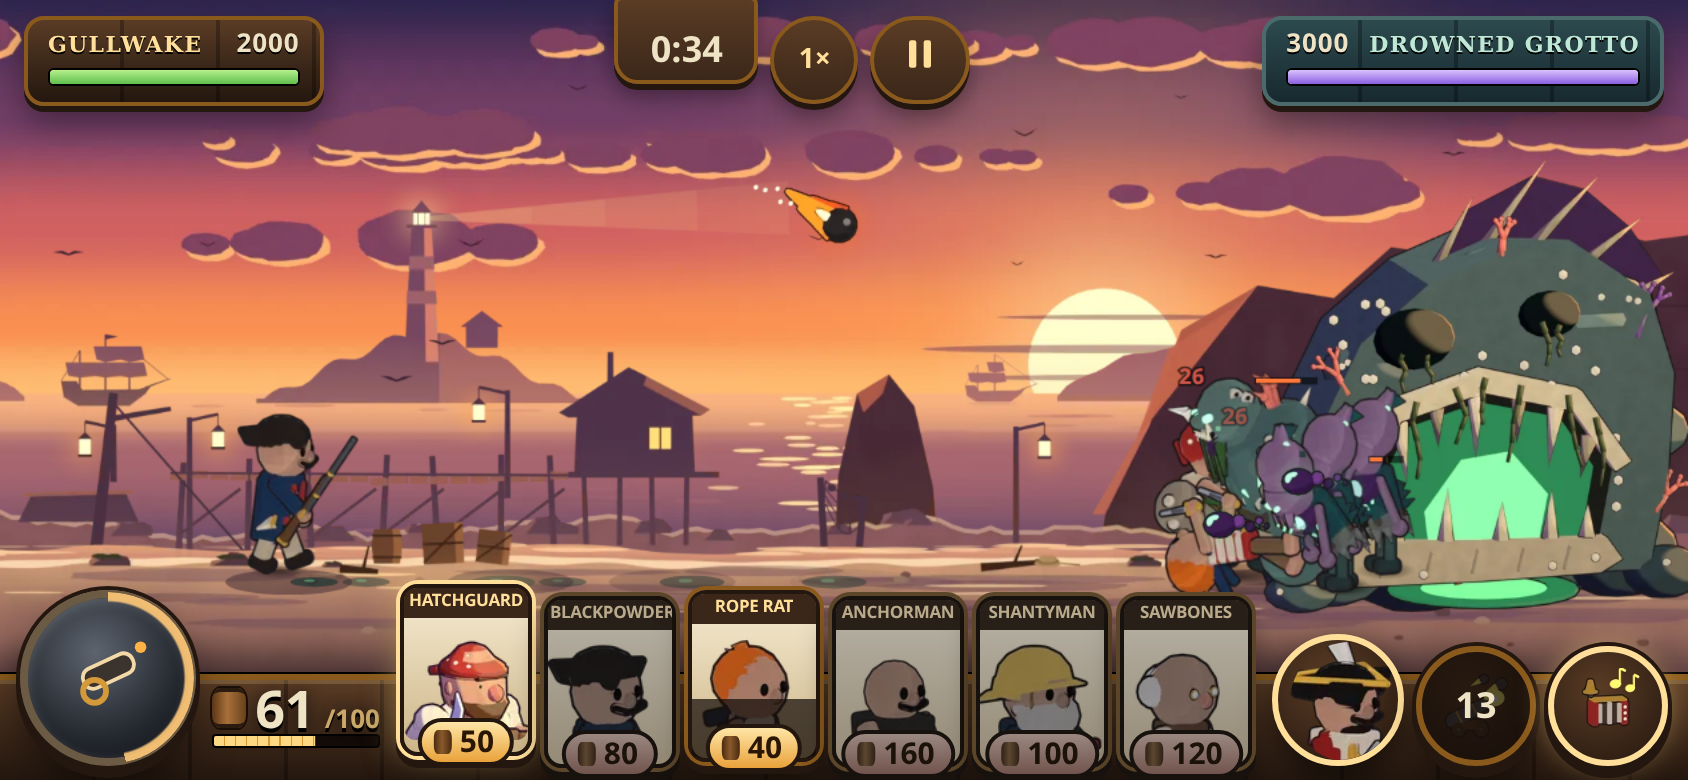 GULLWAKE 2000
0:34
1×
3000 DROWNED GROTTO
26
26
61 /100
HATCHGUARD
50
BLACKPOWDER
80
ROPE RAT
40
ANCHORMAN
160
SHANTYMAN
100
SAWBONES
120
13